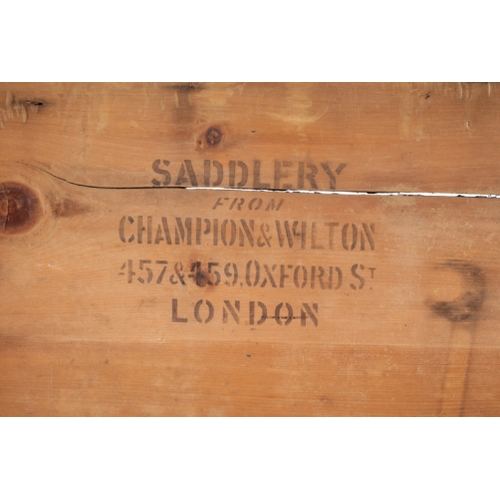 SADDLERY
FROM
CHAMPION & WILTON
457 & 459. OXFORD ST
LONDON